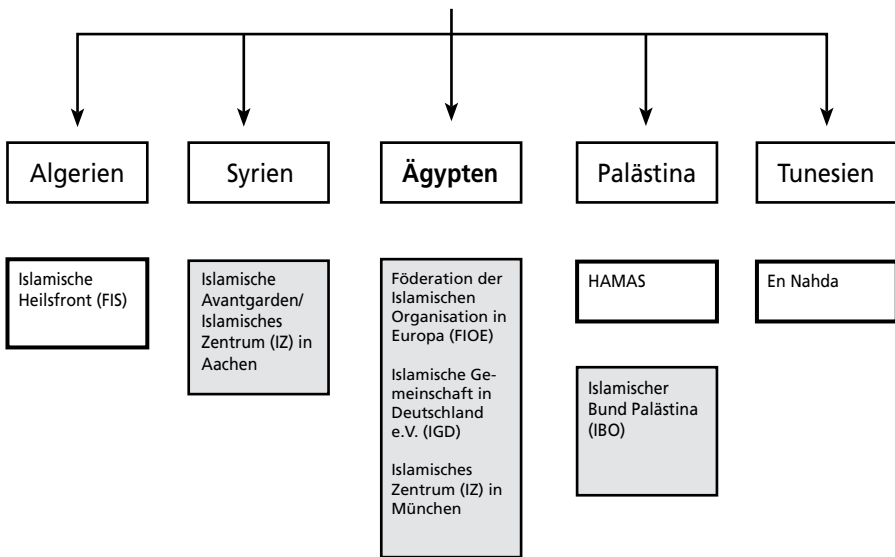 Algerien
Syrien
Ägypten
Palästina
Tunesien
Islamische
Heilsfront (FIS)
Islamische
Avantgarden/
Islamisches
Zentrum (IZ) in
Aachen
Föderation der
Islamischen
Organisation in
Europa (FIOE)
Islamische Ge-
meinschaft in
Deutschland
e.V. (IGD)
Islamisches
Zentrum (IZ) in
München
HAMAS
Islamischer
Bund Palästina
(IBO)
En Nahda